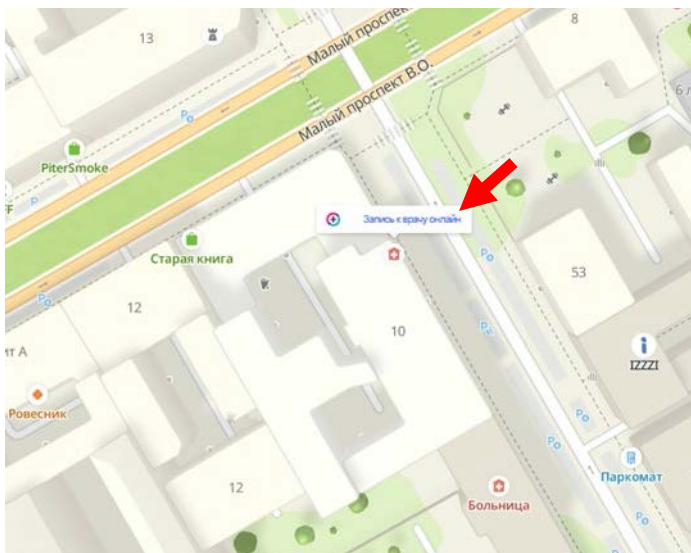 13
8
Малый проспект
Малый проспект В.О.
PiterSmoke
Запись к врачу онлайн
Старая книга
53
12
10
IZZZI
Ровесник
12
Паркомат
Больница